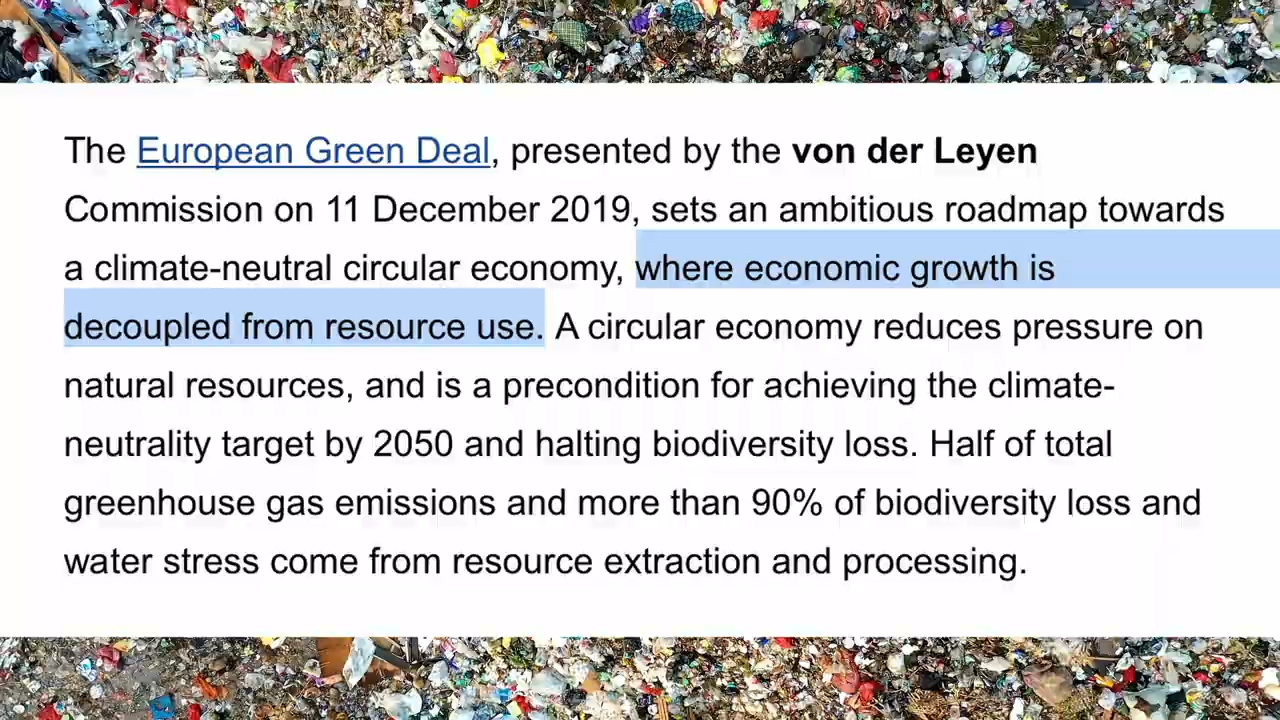 The European Green Deal, presented by the von der Leyen
Commission on 11 December 2019, sets an ambitious roadmap towards
a climate-neutral circular economy, where economic growth is
decoupled from resource use. A circular economy reduces pressure on
natural resources, and is a precondition for achieving the climate-
neutrality target by 2050 and halting biodiversity loss. Half of total
greenhouse gas emissions and more than 90% of biodiversity loss and
water stress come from resource extraction and processing.